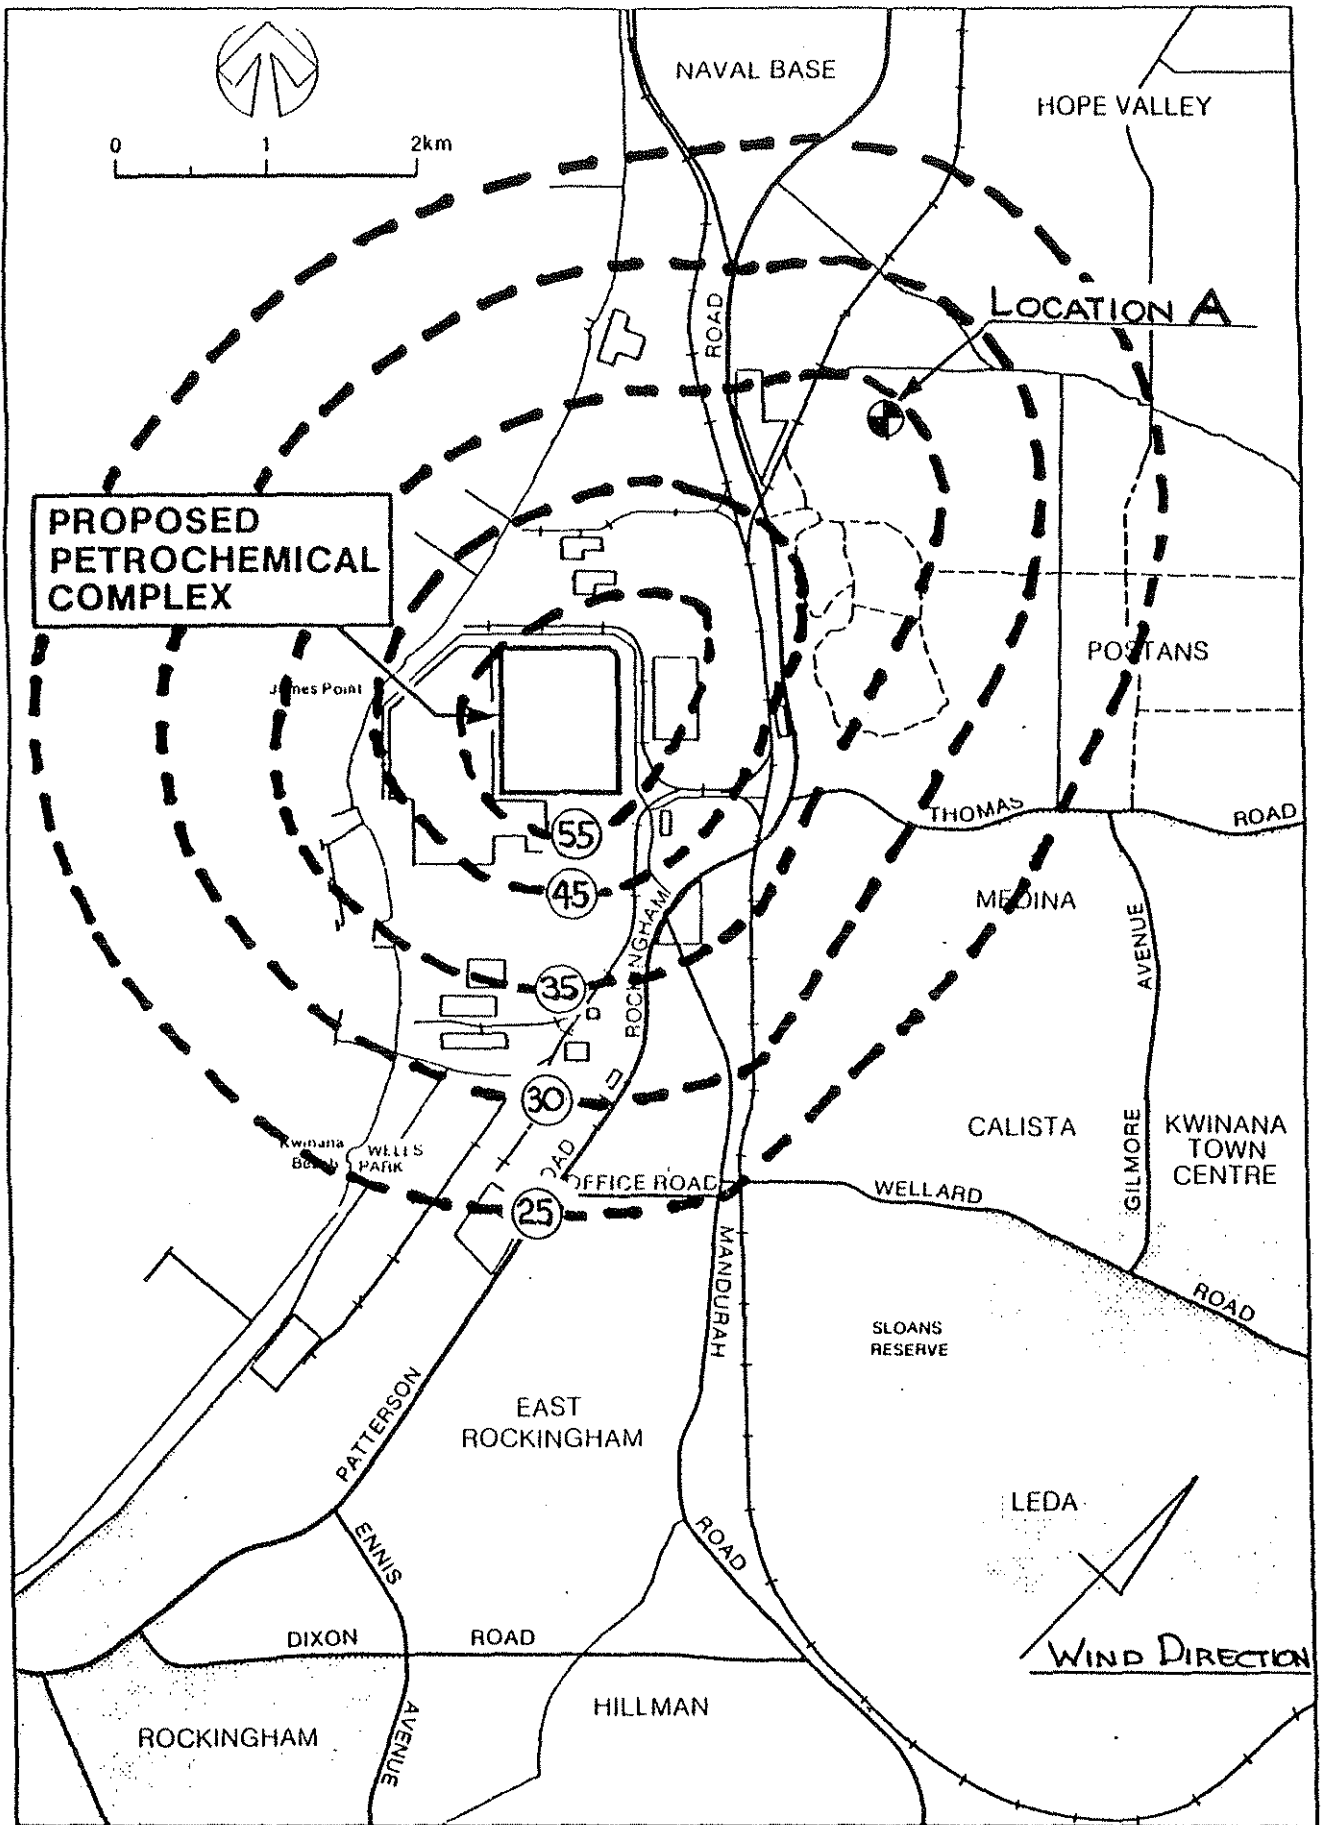 NAVAL BASE
HOPE VALLEY
0 1 2km
LOCATION A
ROAD
PROPOSED
PETROCHEMICAL
COMPLEX
James Point
POSTANS
THOMAS ROAD
55
45
MEDINA
AVENUE
ROCKINGHAM
35
30
CALISTA
KWINANA
TOWN
CENTRE
GILMORE
Kwinana
Beach
WELLS
PARK
ROAD
OFFICE ROAD
WELLARD
25
MANDURAH
ROAD
SLOANS
RESERVE
PATTERSON
EAST
ROCKINGHAM
LEDA
ENNIS
ROAD
WIND DIRECTION
DIXON ROAD
HILLMAN
ROCKINGHAM
AVENUE